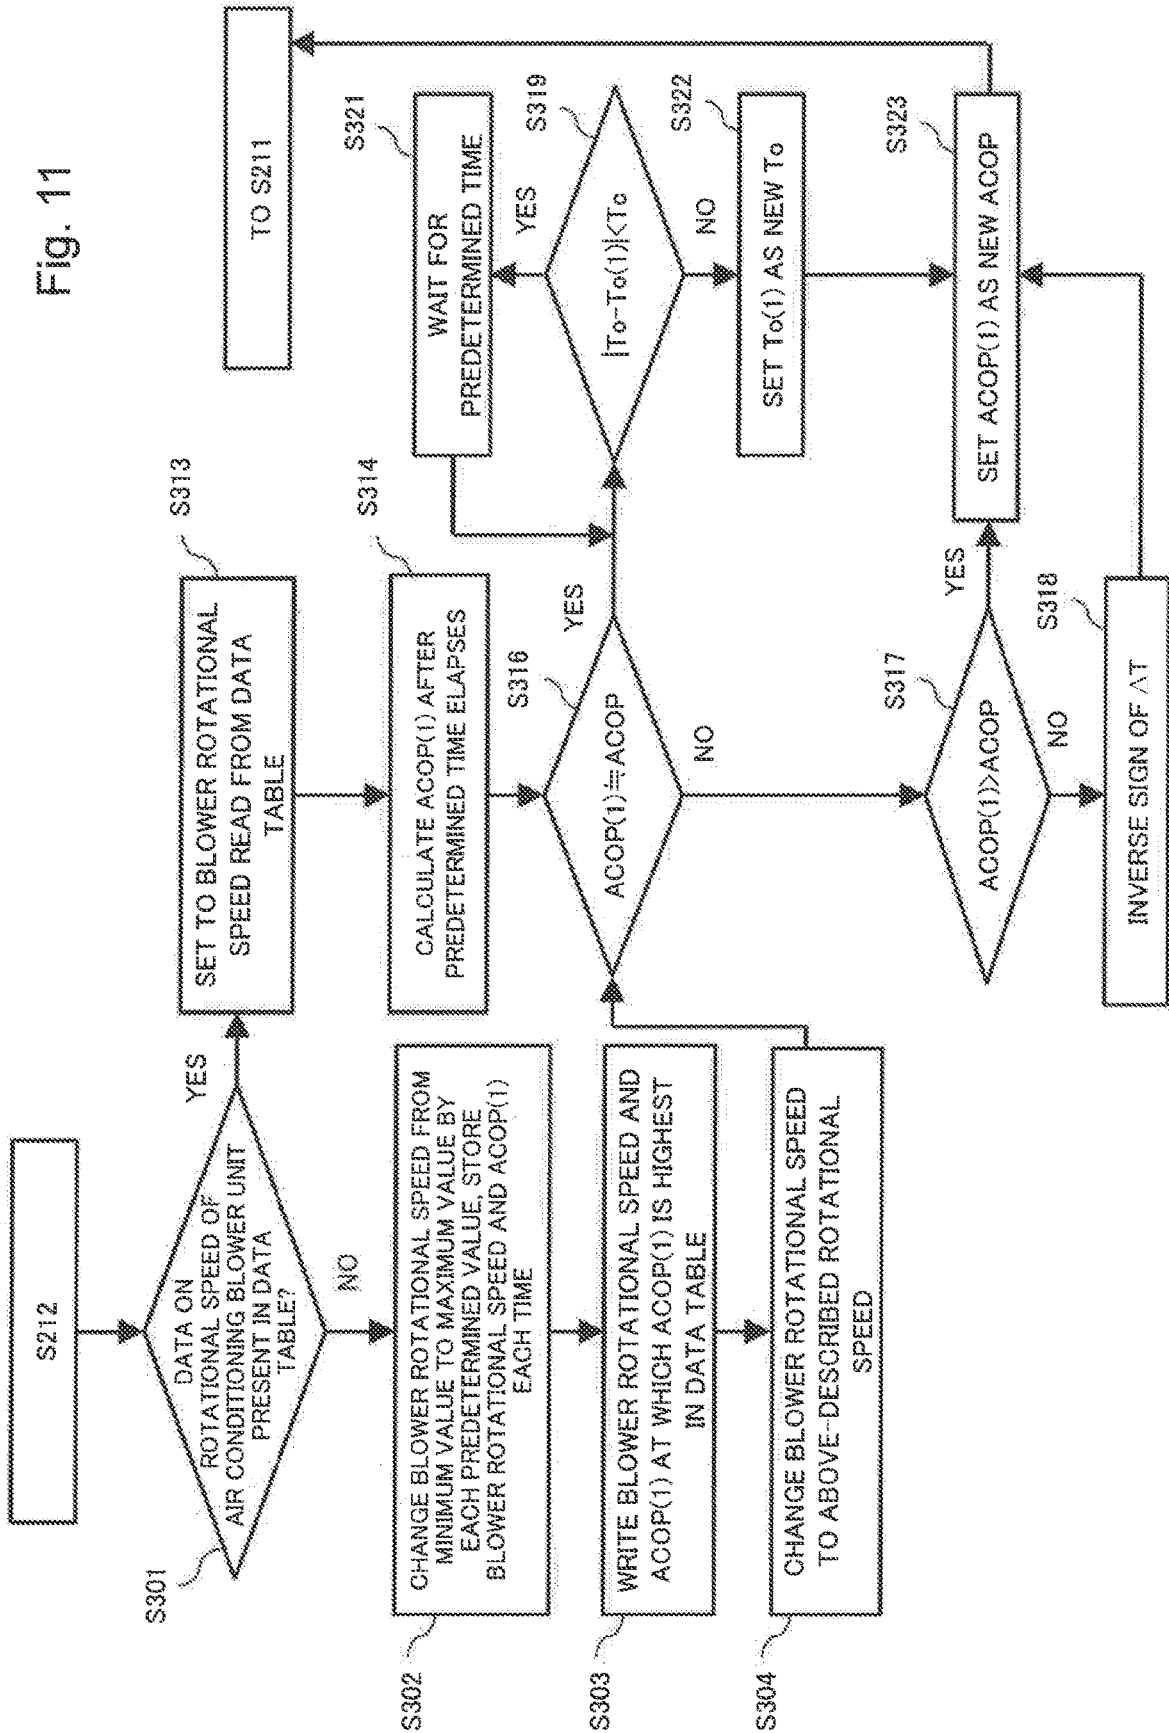 Fig. 11
S212
S301
DATA ON
ROTATIONAL SPEED OF
AIR CONDITIONING BLOWER UNIT
PRESENT IN DATA
TABLE?
YES
NO
S302
CHANGE BLOWER ROTATIONAL SPEED FROM
MINIMUM VALUE TO MAXIMUM VALUE BY
EACH PREDETERMINED VALUE, STORE
BLOWER ROTATIONAL SPEED AND ACOP(1)
EACH TIME
S303
WRITE BLOWER ROTATIONAL SPEED AND
ACOP(1) AT WHICH ACOP(1) IS HIGHEST
IN DATA TABLE
S304
CHANGE BLOWER ROTATIONAL SPEED
TO ABOVE-DESCRIBED ROTATIONAL
SPEED
S313
SET TO BLOWER ROTATIONAL
SPEED READ FROM DATA
TABLE
S314
CALCULATE ACOP(1) AFTER
PREDETERMINED TIME ELAPSES
S316
ACOP(1)≒ACOP
YES
NO
S317
ACOP(1)>ACOP
YES
NO
S318
INVERSE SIGN OF ΔT
TO S211
S321
WAIT FOR
PREDETERMINED TIME
S319
YES
|To-To(1)|<Tc
NO
S322
SET To(1) AS NEW To
S323
SET ACOP(1) AS NEW ACOP